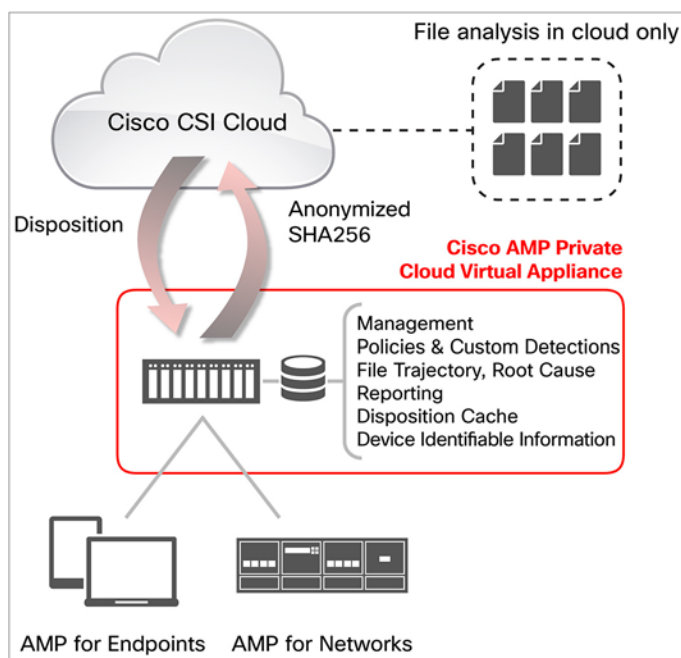 File analysis in cloud only
Cisco CSI Cloud
Disposition
Anonymized
SHA256
Cisco AMP Private
Cloud Virtual Appliance
Management
Policies & Custom Detections
File Trajectory, Root Cause
Reporting
Disposition Cache
Device Identifiable Information
AMP for Endpoints
AMP for Networks